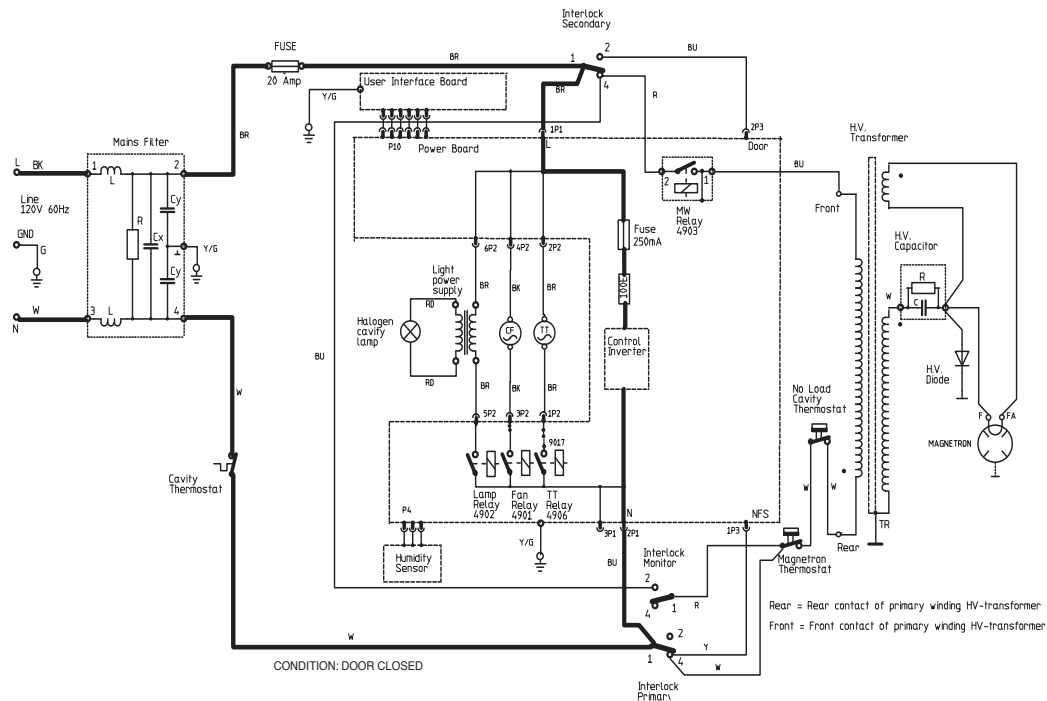 Interlock
Secondary
2
BU
FUSE
BR
1
20 Amp
User Interface Board
4
BR
Y/G
R
BR
1P1
2P3
Mains Filter
P10
Power Board
L
Door
H.V.
Transformer
L
BK
1
L
2
2
1
BU
MW
Relay
4903
Front
Line
120V 60Hz
Cy
R
Cx
GND
G
Y/G
Cy
Fuse
250mA
H.V.
Capacitor
6P2
4P2
2P2
Light
power
supply
BR
BK
BR
100E
R
C
W
W
N
3
L
4
RD
Halogen
cavity
lamp
CF
TT
Control
Inverter
BU
RD
BR
BK
BR
H.V.
Diode
W
No Load
Cavity
Thermostat
5P2
3P2
1P2
F
FA
MAGNETRON
9017
Cavity
Thermostat
W
W
Lamp
Relay
4902
Fan
Relay
4901
TT
Relay
4906
P4
N
NFS
3P1
2P1
1P3
TR
Y/G
Humidity
Sensor
BU
Interlock
Monitor
Magnetron
Thermostat
Rear
2
4
1
R
Rear = Rear contact of primary winding HV-transformer
Front = Front contact of primary winding HV-transformer
2
W
Y
1
4
W
CONDITION: DOOR CLOSED
Interlock
Primar